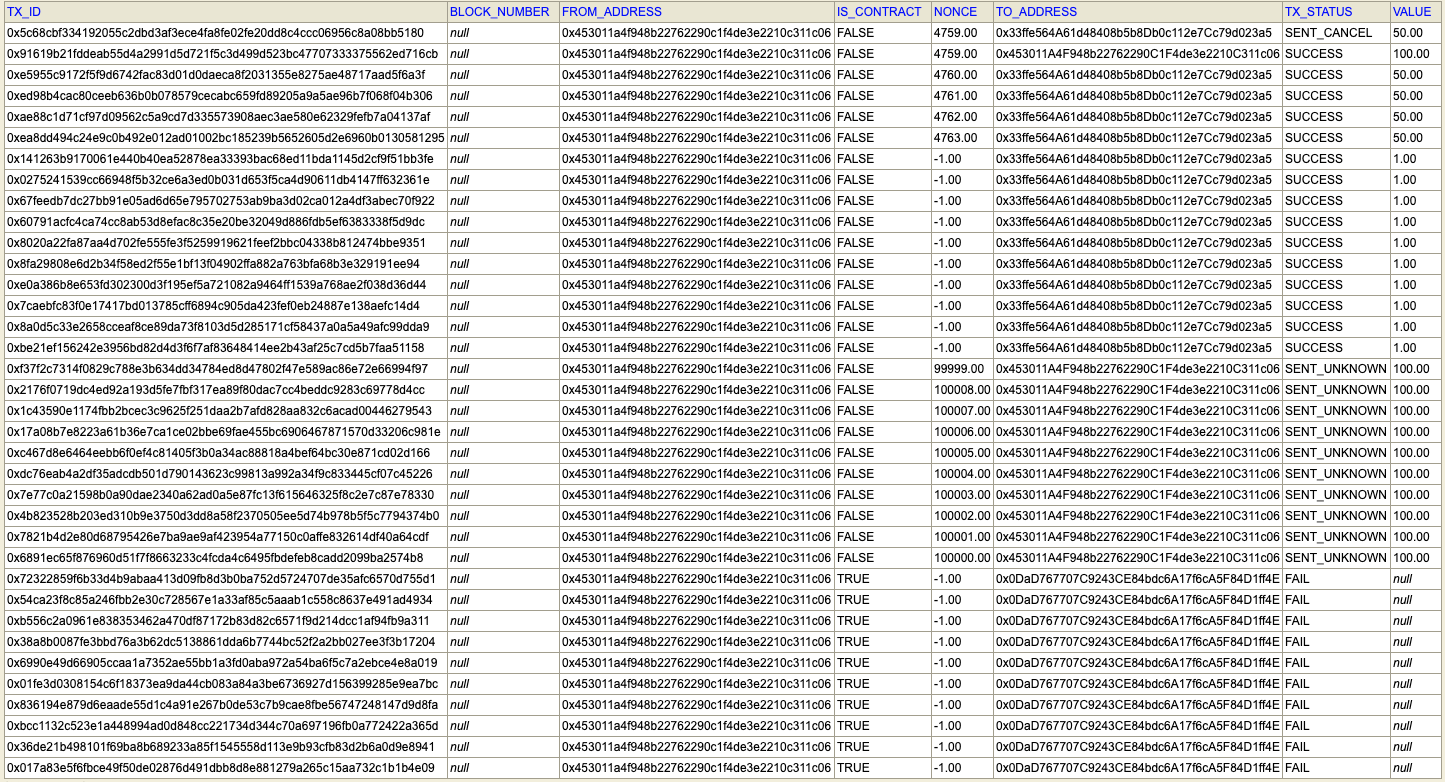 TX_ID BLOCK_NUMBER FROM_ADDRESS IS_CONTRACT NONCE TO_ADDRESS TX_STATUS VALUE
0x5c68cbf334192055c2dbd3af3ece4fa8fe02fe20dd8c4ccc06956c8a08bb5180 null 0x453011a4f948b22762290c1f4de3e2210c311c06 FALSE 4759.00 0x33ffe564A61d48408b5b8Db0c112e7Cc79d023a5 SENT_CANCEL 50.00
0x91619b21fddeab55d4a2991d5d721f5c3d499d523bc47707333375562ed716cb null 0x453011a4f948b22762290c1f4de3e2210c311c06 FALSE 4759.00 0x453011A4F948b22762290C1F4de3e2210C311c06 SUCCESS 100.00
0xe5955c9172f5f9d6742fac83d01d0daeca8f2031355e8275ae48717aad5f6a3f null 0x453011a4f948b22762290c1f4de3e2210c311c06 FALSE 4760.00 0x33ffe564A61d48408b5b8Db0c112e7Cc79d023a5 SUCCESS 50.00
0xed98b4cac80ceeb636b0b078579cecabc659fd89205a9a5ae96b7f068f04b306 null 0x453011a4f948b22762290c1f4de3e2210c311c06 FALSE 4761.00 0x33ffe564A61d48408b5b8Db0c112e7Cc79d023a5 SUCCESS 50.00
0xae88c1d71cf97d09562c5a9cd7d335573908aec3ae580e62329fefb7a04137af null 0x453011a4f948b22762290c1f4de3e2210c311c06 FALSE 4762.00 0x33ffe564A61d48408b5b8Db0c112e7Cc79d023a5 SUCCESS 50.00
0xea8dd494c24e9c0b492e012ad01002bc185239b5652605d2e6960b0130581295 null 0x453011a4f948b22762290c1f4de3e2210c311c06 FALSE 4763.00 0x33ffe564A61d48408b5b8Db0c112e7Cc79d023a5 SUCCESS 50.00
0x141263b9170061e440b40ea52878ea33393bac68ed11bda1145d2cf9f51bb3fe null 0x453011a4f948b22762290c1f4de3e2210c311c06 FALSE -1.00 0x33ffe564A61d48408b5b8Db0c112e7Cc79d023a5 SUCCESS 1.00
0x0275241539cc66948f5b32ce6a3ed0b031d653f5ca4d90611db4147ff632361e null 0x453011a4f948b22762290c1f4de3e2210c311c06 FALSE -1.00 0x33ffe564A61d48408b5b8Db0c112e7Cc79d023a5 SUCCESS 1.00
0x67feedb7dc27bb91e05ad6d65e795702753ab9ba3d02ca012a4df3abec70f922 null 0x453011a4f948b22762290c1f4de3e2210c311c06 FALSE -1.00 0x33ffe564A61d48408b5b8Db0c112e7Cc79d023a5 SUCCESS 1.00
0x60791acfc4ca74cc8ab53d8efac8c35e20be32049d886fdb5ef6383338f5d9dc null 0x453011a4f948b22762290c1f4de3e2210c311c06 FALSE -1.00 0x33ffe564A61d48408b5b8Db0c112e7Cc79d023a5 SUCCESS 1.00
0x8020a22fa87aa4d702fe555fe3f5259919621feef2bbc04338b812474bbe9351 null 0x453011a4f948b22762290c1f4de3e2210c311c06 FALSE -1.00 0x33ffe564A61d48408b5b8Db0c112e7Cc79d023a5 SUCCESS 1.00
0x8fa29808e6d2b34f58ed2f55e1bf13f04902ffa882a763bfa68b3e329191ee94 null 0x453011a4f948b22762290c1f4de3e2210c311c06 FALSE -1.00 0x33ffe564A61d48408b5b8Db0c112e7Cc79d023a5 SUCCESS 1.00
0xe0a386b8e653fd302300d3f195ef5a721082a9464ff1539a768ae2f038d36d44 null 0x453011a4f948b22762290c1f4de3e2210c311c06 FALSE -1.00 0x33ffe564A61d48408b5b8Db0c112e7Cc79d023a5 SUCCESS 1.00
0x7caebfc83f0e17417bd013785cff6894c905da423fef0eb24887e138aefc14d4 null 0x453011a4f948b22762290c1f4de3e2210c311c06 FALSE -1.00 0x33ffe564A61d48408b5b8Db0c112e7Cc79d023a5 SUCCESS 1.00
0x8a0d5c33e2658cceaf8ce89da73f8103d5d285171cf58437a0a5a49afc99dda9 null 0x453011a4f948b22762290c1f4de3e2210c311c06 FALSE -1.00 0x33ffe564A61d48408b5b8Db0c112e7Cc79d023a5 SUCCESS 1.00
0xbe21ef156242e3956bd82d4d3f6f7af83648414ee2b43af25c7cd5b7faa51158 null 0x453011a4f948b22762290c1f4de3e2210c311c06 FALSE -1.00 0x33ffe564A61d48408b5b8Db0c112e7Cc79d023a5 SUCCESS 1.00
0xf37f2c7314f0829c788e3b634dd34784ed8d47802f47e589ac86e72e66994f97 null 0x453011a4f948b22762290c1f4de3e2210c311c06 FALSE 99999.00 0x453011A4F948b22762290C1F4de3e2210C311c06 SENT_UNKNOWN 100.00
0x2176f0719dc4ed92a193d5fe7fbf317ea89f80dac7cc4beddc9283c69778d4cc null 0x453011a4f948b22762290c1f4de3e2210c311c06 FALSE 100008.00 0x453011A4F948b22762290C1F4de3e2210C311c06 SENT_UNKNOWN 100.00
0x1c43590e1174fbb2bcec3c9625f251daa2b7afd828aa832c6acad00446279543 null 0x453011a4f948b22762290c1f4de3e2210c311c06 FALSE 100007.00 0x453011A4F948b22762290C1F4de3e2210C311c06 SENT_UNKNOWN 100.00
0x17a08b7e8223a61b36e7ca1ce02bbe69fae455bc6906467871570d33206c981e null 0x453011a4f948b22762290c1f4de3e2210c311c06 FALSE 100006.00 0x453011A4F948b22762290C1F4de3e2210C311c06 SENT_UNKNOWN 100.00
0xc467d8e6464eebb6f0ef4c81405f3b0a34ac88818a4bef64bc30e871cd02d166 null 0x453011a4f948b22762290c1f4de3e2210c311c06 FALSE 100005.00 0x453011A4F948b22762290C1F4de3e2210C311c06 SENT_UNKNOWN 100.00
0xdc76eab4a2df35adcdb501d790143623c99813a992a34f9c833445cf07c45226 null 0x453011a4f948b22762290c1f4de3e2210c311c06 FALSE 100004.00 0x453011A4F948b22762290C1F4de3e2210C311c06 SENT_UNKNOWN 100.00
0x7e77c0a21598b0a90dae2340a62ad0a5e87fc13f615646325f8c2e7c87e78330 null 0x453011a4f948b22762290c1f4de3e2210c311c06 FALSE 100003.00 0x453011A4F948b22762290C1F4de3e2210C311c06 SENT_UNKNOWN 100.00
0x4b823528b203ed310b9e3750d3dd8a58f2370505ee5d74b978b5f5c7794374b0 null 0x453011a4f948b22762290c1f4de3e2210c311c06 FALSE 100002.00 0x453011A4F948b22762290C1F4de3e2210C311c06 SENT_UNKNOWN 100.00
0x7821b4d2e80d68795426e7ba9ae9af423954a77150c0affe832614df40a64cdf null 0x453011a4f948b22762290c1f4de3e2210c311c06 FALSE 100001.00 0x453011A4F948b22762290C1F4de3e2210C311c06 SENT_UNKNOWN 100.00
0x6891ec65f876960d51f7f8663233c4fcda4c6495fbdefeb8cadd2099ba2574b8 null 0x453011a4f948b22762290c1f4de3e2210c311c06 FALSE 100000.00 0x453011A4F948b22762290C1F4de3e2210C311c06 SENT_UNKNOWN 100.00
0x72322859f6b33d4b9abaa413d09fb8d3b0ba752d5724707de35afc6570d755d1 null 0x453011a4f948b22762290c1f4de3e2210c311c06 TRUE -1.00 0x0DaD767707C9243CE84bdc6A17f6cA5F84D1ff4E FAIL null
0x54ca23f8c85a246fbb2e30c728567e1a33af85c5aaab1c558c8637e491ad4934 null 0x453011a4f948b22762290c1f4de3e2210c311c06 TRUE -1.00 0x0DaD767707C9243CE84bdc6A17f6cA5F84D1ff4E FAIL null
0xb556c2a0961e838353462a470df87172b83d82c6571f9d214dcc1af94fb9a311 null 0x453011a4f948b22762290c1f4de3e2210c311c06 TRUE -1.00 0x0DaD767707C9243CE84bdc6A17f6cA5F84D1ff4E FAIL null
0x38a8b0087fe3bbd76a3b62dc5138861dda6b7744bc52f2a2bb027ee3f3b17204 null 0x453011a4f948b22762290c1f4de3e2210c311c06 TRUE -1.00 0x0DaD767707C9243CE84bdc6A17f6cA5F84D1ff4E FAIL null
0x6990e49d66905ccaa1a7352ae55bb1a3fd0aba972a54ba6f5c7a2ebce4e8a019 null 0x453011a4f948b22762290c1f4de3e2210c311c06 TRUE -1.00 0x0DaD767707C9243CE84bdc6A17f6cA5F84D1ff4E FAIL null
0x01fe3d0308154c6f18373ea9da44cb083a84a3be6736927d156399285e9ea7bc null 0x453011a4f948b22762290c1f4de3e2210c311c06 TRUE -1.00 0x0DaD767707C9243CE84bdc6A17f6cA5F84D1ff4E FAIL null
0x836194e879d6eaade55d1c4a91e267b0de53c7b9cae8fbe56747248147d9d8fa null 0x453011a4f948b22762290c1f4de3e2210c311c06 TRUE -1.00 0x0DaD767707C9243CE84bdc6A17f6cA5F84D1ff4E FAIL null
0xbcc1132c523e1a448994ad0d848cc221734d344c70a697196fb0a772422a365d null 0x453011a4f948b22762290c1f4de3e2210c311c06 TRUE -1.00 0x0DaD767707C9243CE84bdc6A17f6cA5F84D1ff4E FAIL null
0x36de21b498101f69ba8b689233a85f1545558d113e9b93cfb83d2b6a0d9e8941 null 0x453011a4f948b22762290c1f4de3e2210c311c06 TRUE -1.00 0x0DaD767707C9243CE84bdc6A17f6cA5F84D1ff4E FAIL null
0x017a83e5f6fbce49f50de02876d491dbb8d8e881279a265c15aa732c1b1b4e09 null 0x453011a4f948b22762290c1f4de3e2210c311c06 TRUE -1.00 0x0DaD767707C9243CE84bdc6A17f6cA5F84D1ff4E FAIL null